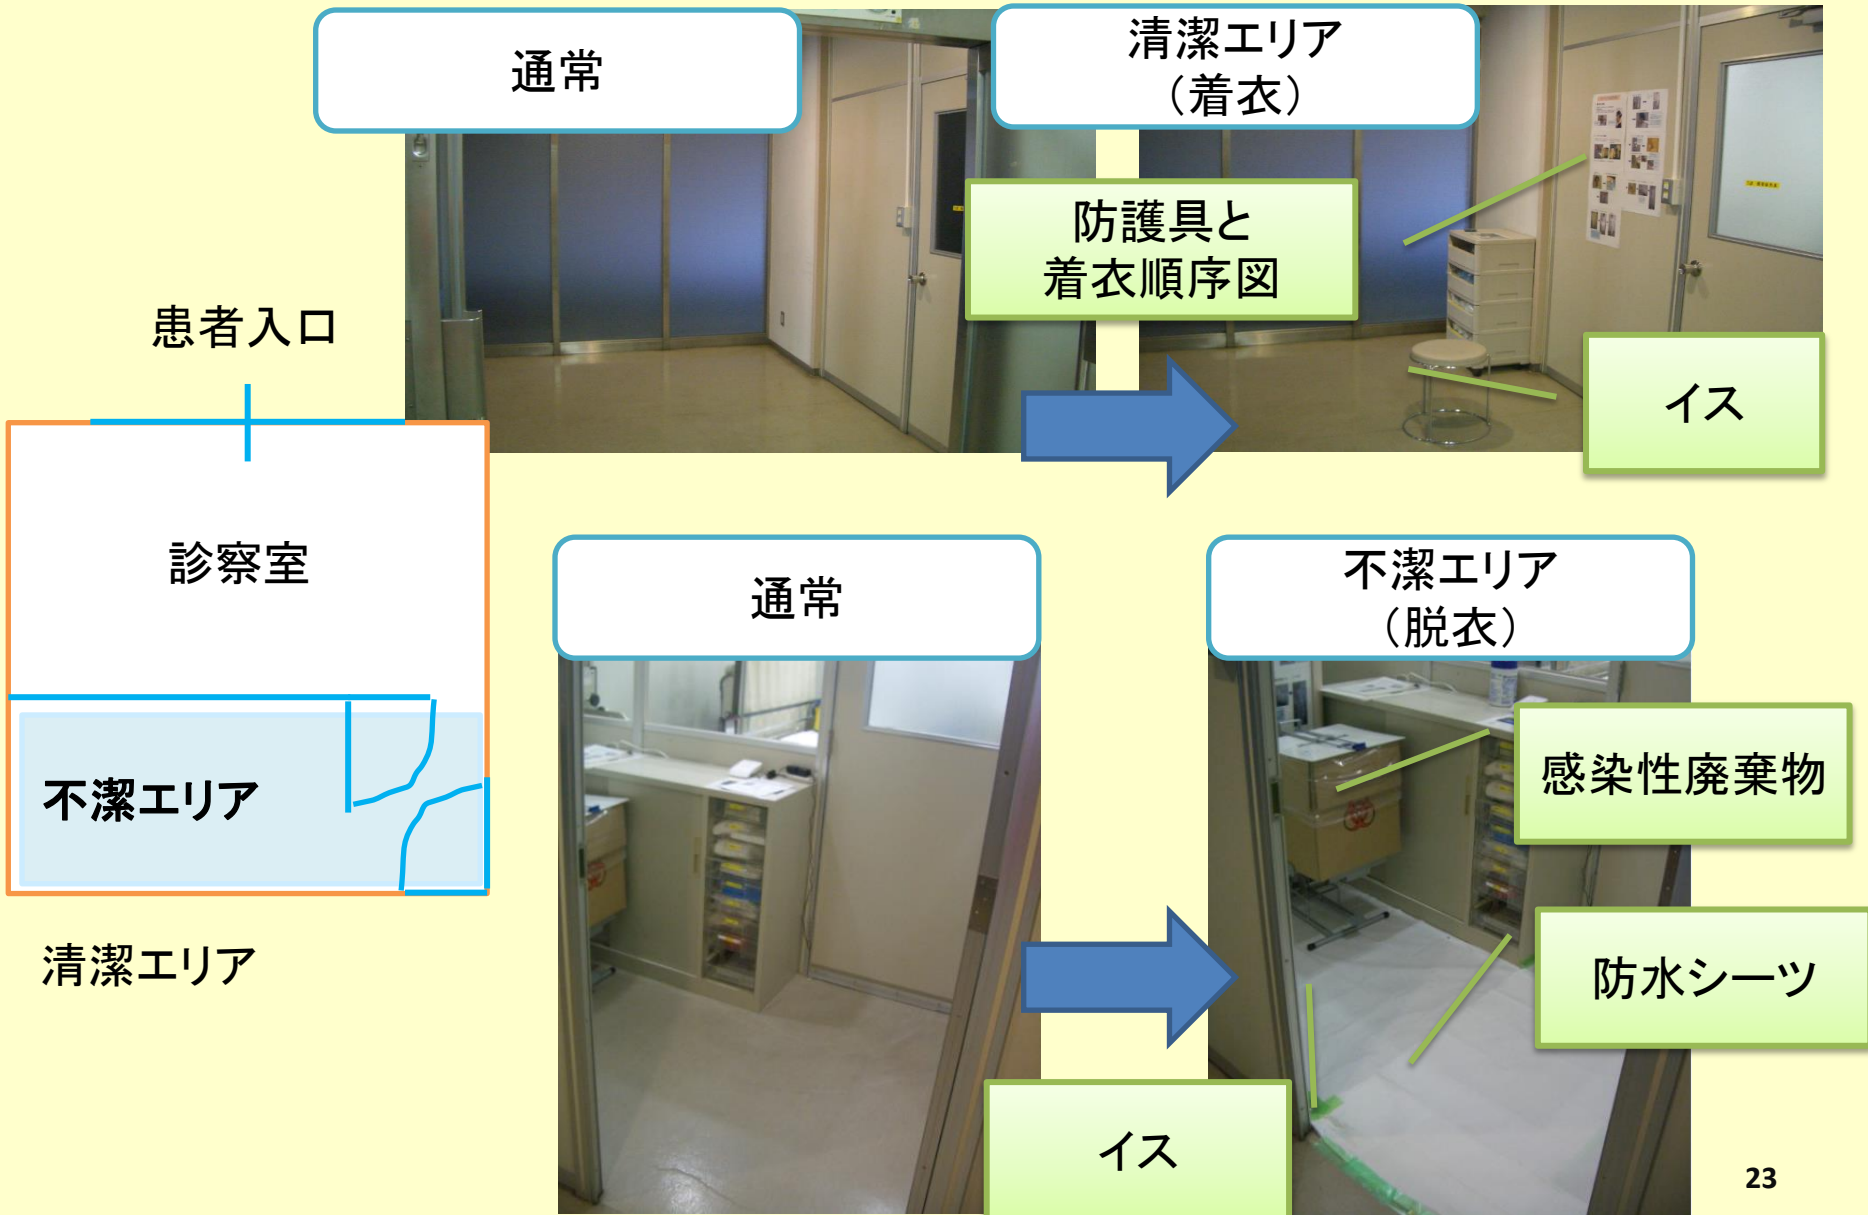 通常
清潔エリア
（着衣）
防護具と
着衣順序図
イス
患者入口
診察室
不潔エリア
清潔エリア
通常
不潔エリア
（脱衣）
感染性廃棄物
防水シーツ
イス
23